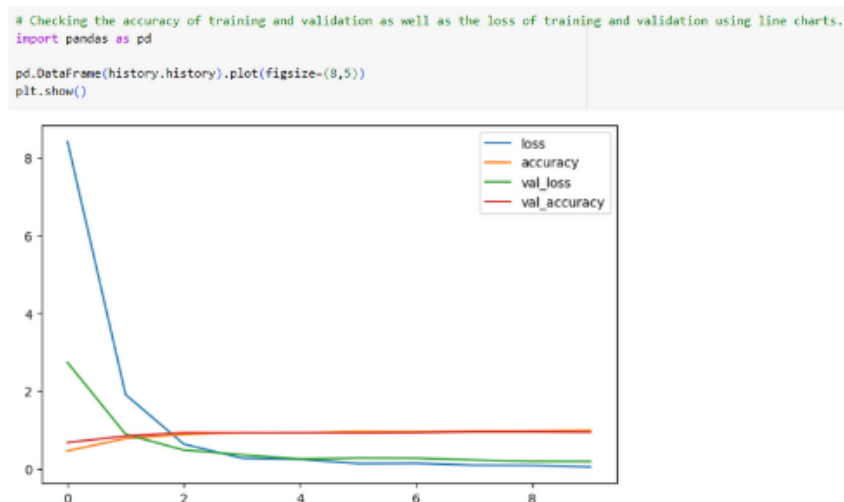 # Checking the accuracy of training and validation as well as the loss of training and validation using line charts.
import pandas as pd
pd.DataFrame(history.history).plot(figsize=(8,5))
plt.show()
loss
accuracy
val_loss
val_accuracy
8
6
4
2
0
0 2 4 6 8